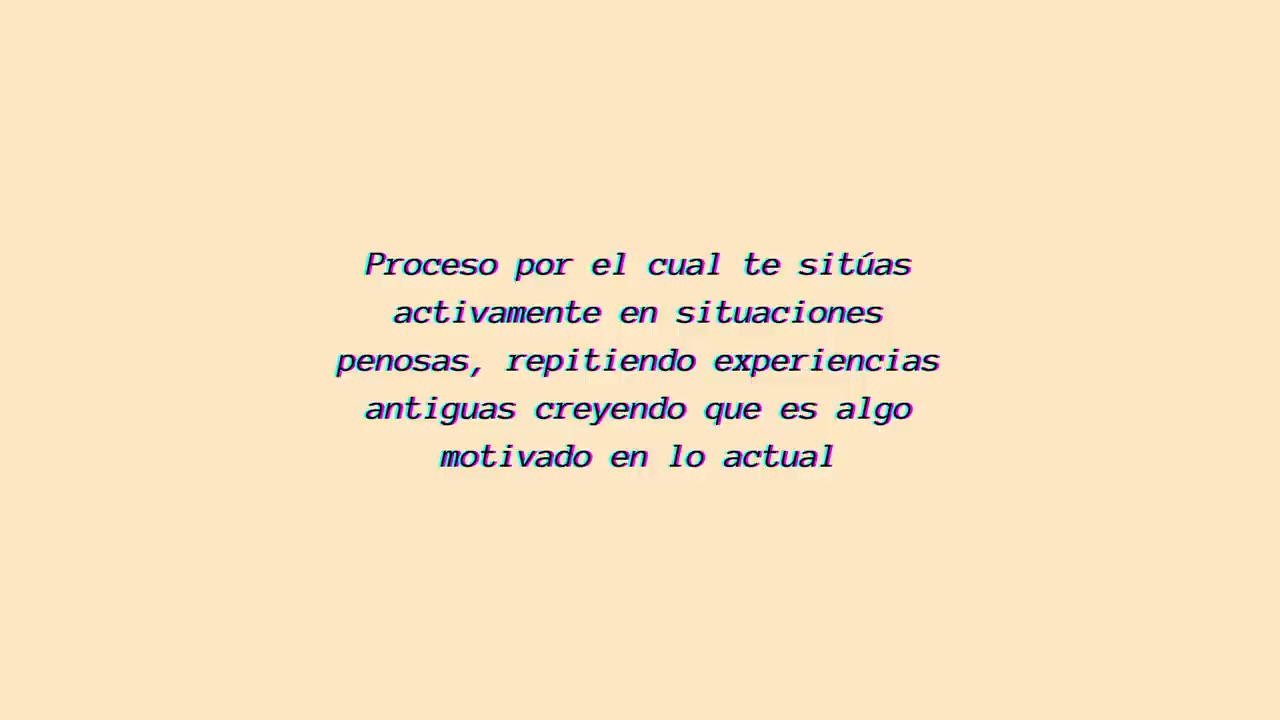 Proceso por el cual te sitúas
activamente en situaciones
penosas, repitiendo experiencias
antiguas creyendo que es algo
motivado en lo actual